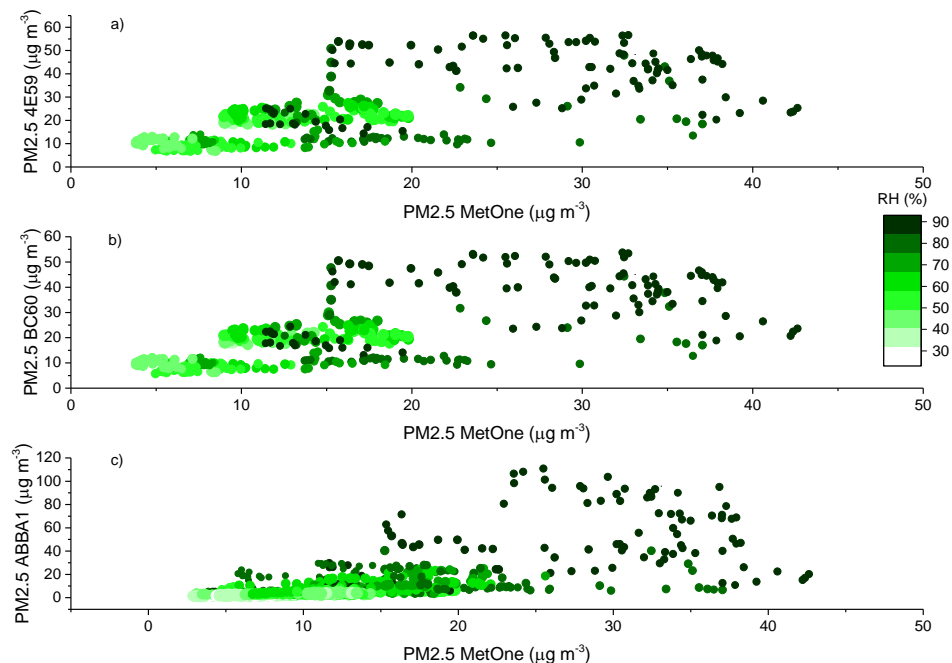 a)
PM2.5 4E59 (µg m-3)
60
50
40
30
20
10
0
0 10 20 30 40 50
PM2.5 MetOne (µg m-3)
RH (%)
90
80
70
60
50
40
30
b)
PM2.5 BC60 (µg m-3)
60
50
40
30
20
10
0
0 10 20 30 40 50
PM2.5 MetOne (µg m-3)
c)
PM2.5 ABBA1 (µg m-3)
120
100
80
60
40
20
0
0 10 20 30 40 50
PM2.5 MetOne (µg m-3)